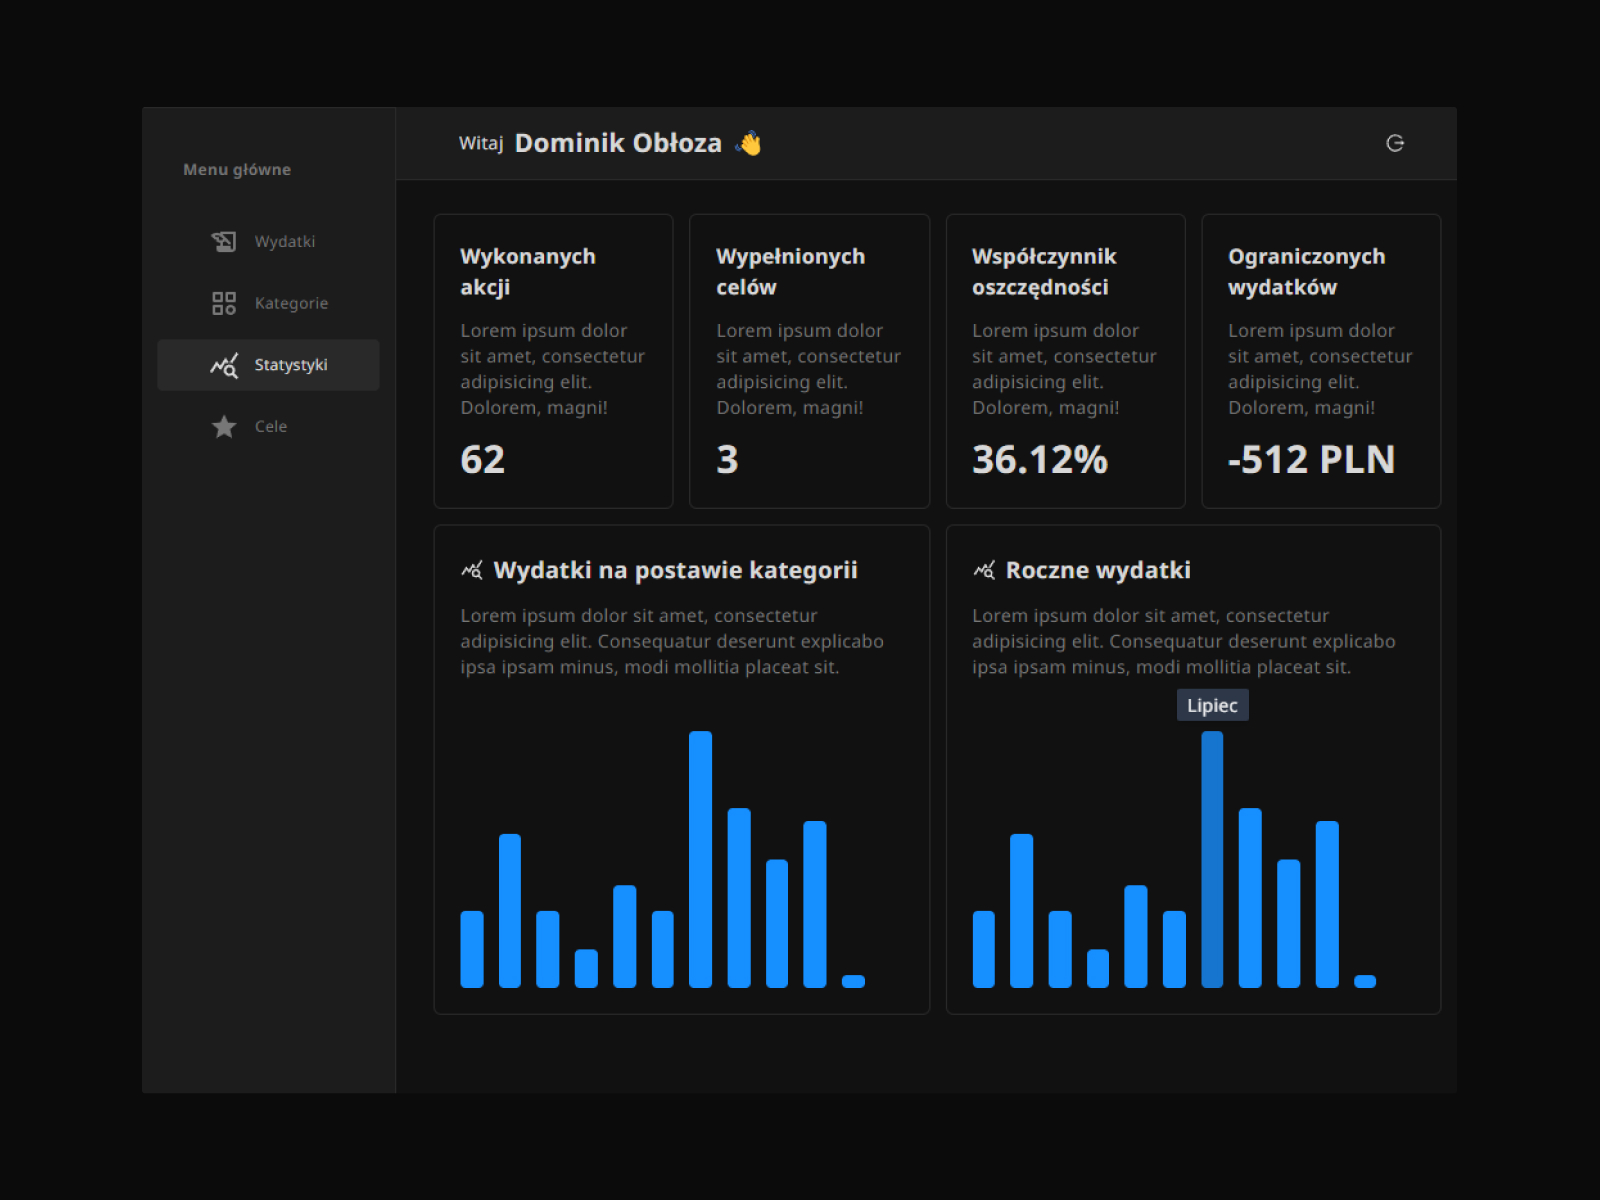 Menu główne
Wydatki
Kategorie
Statystyki
Cele
Witaj Dominik Obłoza 👋
Wykonanych
akcji
Lorem ipsum dolor
sit amet, consectetur
adipisicing elit.
Dolorem, magni!
62
Wypełnionych
celów
Lorem ipsum dolor
sit amet, consectetur
adipisicing elit.
Dolorem, magni!
3
Współczynnik
oszczędności
Lorem ipsum dolor
sit amet, consectetur
adipisicing elit.
Dolorem, magni!
36.12%
Ograniczonych
wydatków
Lorem ipsum dolor
sit amet, consectetur
adipisicing elit.
Dolorem, magni!
-512 PLN
Wydatki na postawie kategorii
Lorem ipsum dolor sit amet, consectetur
adipisicing elit. Consequatur deserunt explicabo
ipsa ipsam minus, modi mollitia placeat sit.
Roczne wydatki
Lorem ipsum dolor sit amet, consectetur
adipisicing elit. Consequatur deserunt explicabo
ipsa ipsam minus, modi mollitia placeat sit.
Lipiec